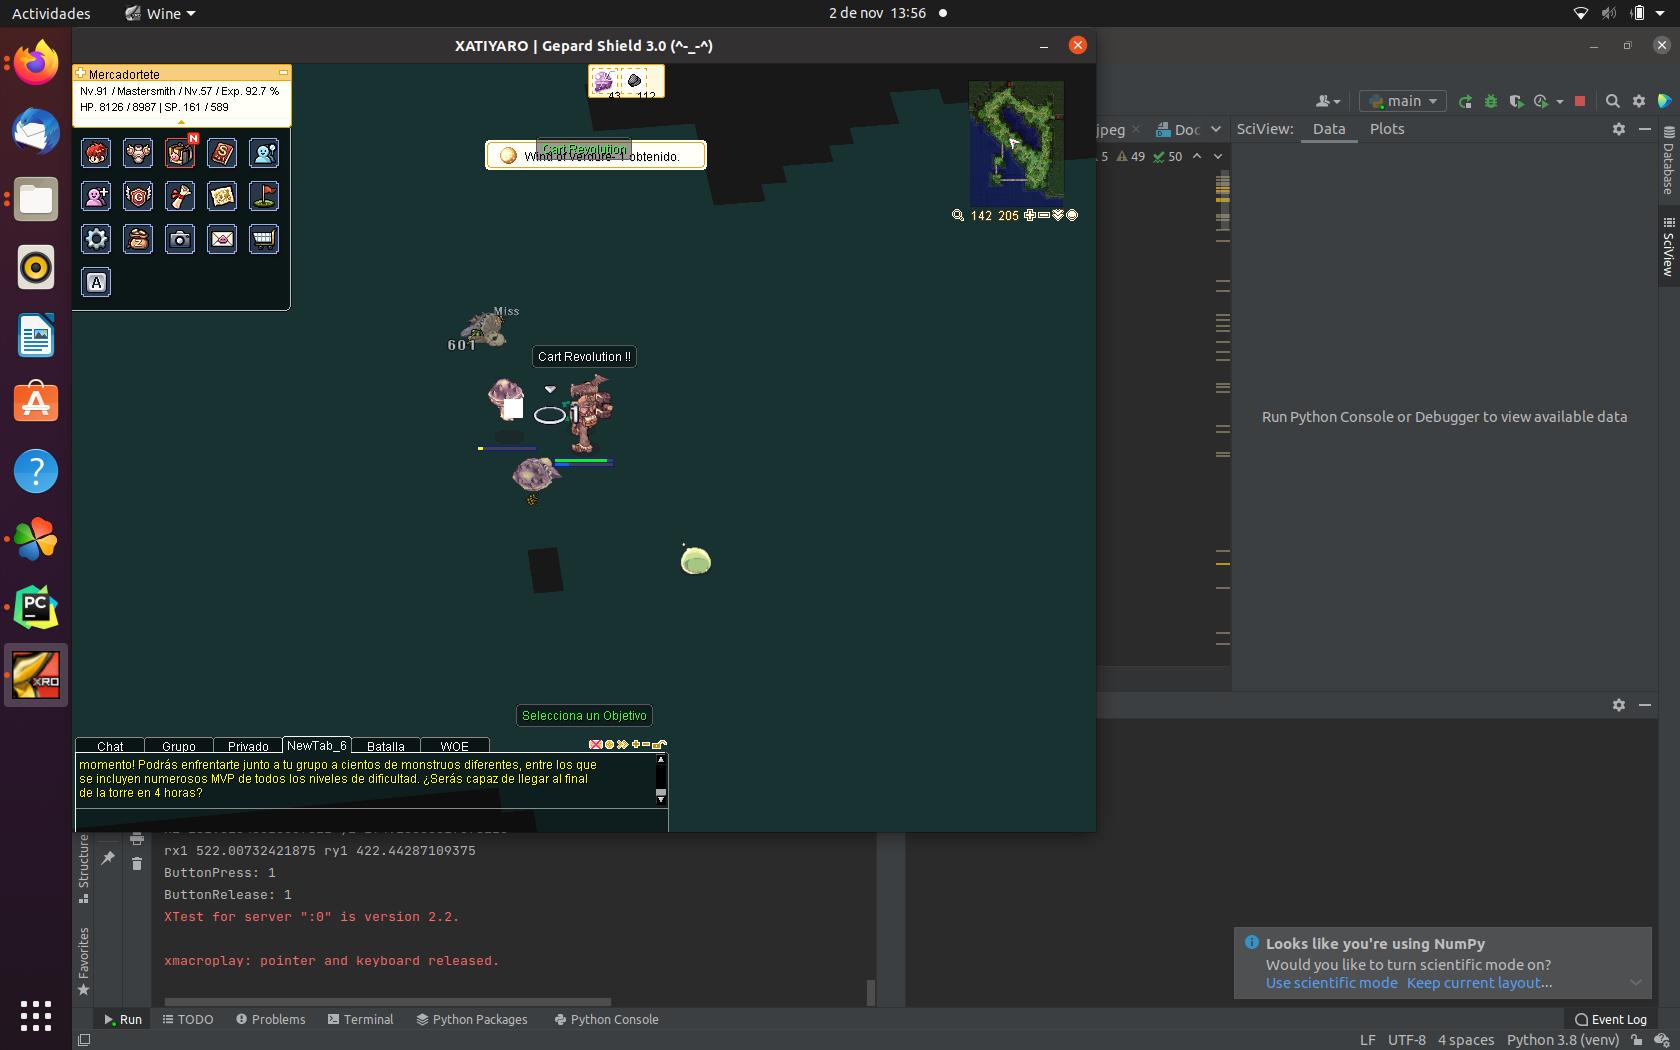 Actividades
Wine
2 de nov 13:56
XATIYARO | Gepard Shield 3.0 (^-_-^)
Mercadortete
Nv.91 / Mastersmith / Nv.57 / Exp. 92.7 %
HP. 8126 / 8987 | SP. 161 / 589
N
A
43 112
Cart Revolution
Wind of Verdure 1 obtenido.
142 205
main
jpeg
Doc
SciView:
Data
Plots
5
49
50
Database
SciView
Miss
601
Cart Revolution !!
Run Python Console or Debugger to view available data
PC
XRO
Selecciona un Objetivo
Chat
Grupo
Privado
NewTab_6
Batalla
WOE
momento! Podrás enfrentarte junto a tu grupo a cientos de monstruos diferentes, entre los que
se incluyen numerosos MVP de todos los niveles de dificultad. ¿Serás capaz de llegar al final
de la torre en 4 horas?
rx1 522.00732421875 ry1 422.44287109375
ButtonPress: 1
ButtonRelease: 1
XTest for server ":0" is version 2.2.
xmacroplay: pointer and keyboard released.
Structure
Favorites
Looks like you're using NumPy
Would you like to turn scientific mode on?
Use scientific mode Keep current layout...
Run
TODO
Problems
Terminal
Python Packages
Python Console
Event Log
LF UTF-8 4 spaces Python 3.8 (venv)